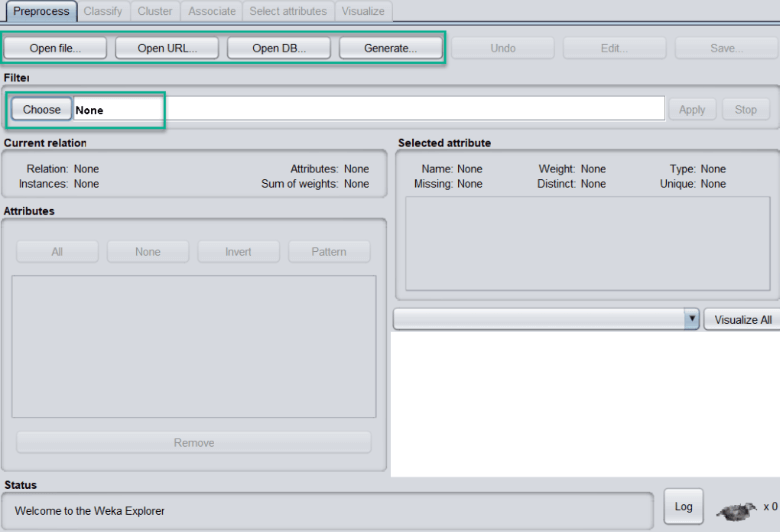 Preprocess Classify Cluster Associate Select attributes Visualize
Open file... Open URL... Open DB... Generate... Undo Edit... Save...
Filter
Choose None Apply Stop
Current relation
Relation: None Attributes: None
Instances: None Sum of weights: None
Selected attribute
Name: None Weight: None Type: None
Missing: None Distinct: None Unique: None
Attributes
All None Invert Pattern
Remove
Visualize All
Status
Welcome to the Weka Explorer
Log x 0